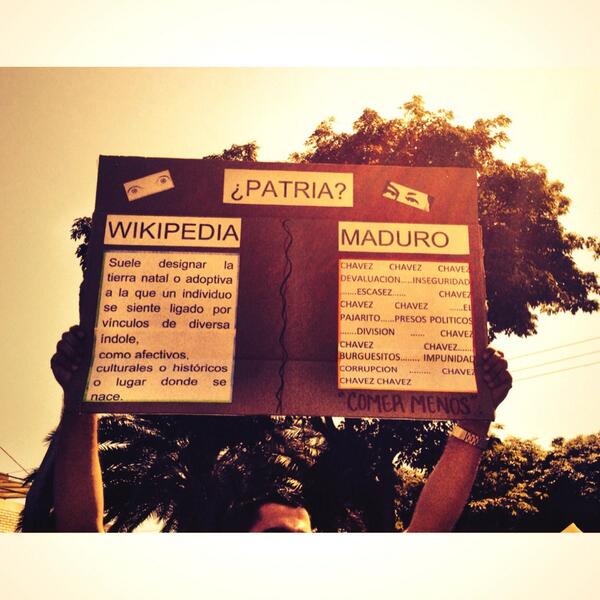 ¿PATRIA?
WIKIPEDIA
Suele designar la
tierra natal o adoptiva
a la que un individuo
se siente ligado por
vínculos de diversa
índole,
como afectivos,
culturales o históricos
o lugar donde se
nace.
MADURO
CHAVEZ CHAVEZ CHAVEZ
DEVALUACION.....INSEGURIDAD
.......ESCASEZ...... CHAVEZ
CHAVEZ CHAVEZ ......EL
PAJARITO......PRESOS POLITICOS
.......DIVISION ...... CHAVEZ
CHAVEZ CHAVEZ......
BURGUESITOS........ IMPUNIDAD
CORRUPCION ......... CHAVEZ
CHAVEZ CHAVEZ
"COMER MENOS"